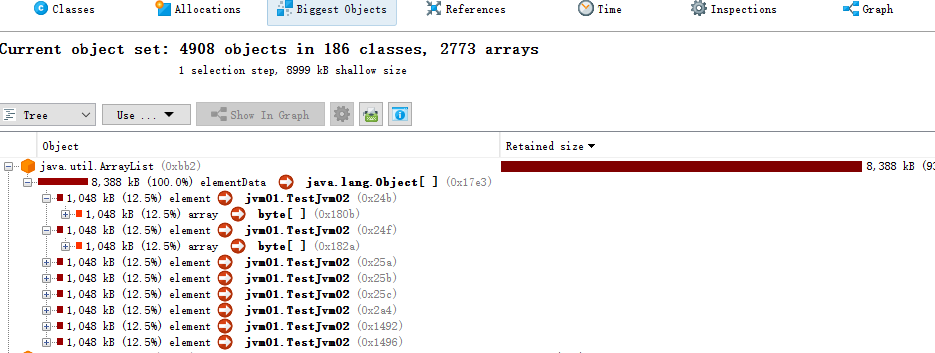 Classes Allocations Biggest Objects References Time Inspections Graph
Current object set: 4908 objects in 186 classes, 2773 arrays
1 selection step, 8999 kB shallow size
Tree Use ... Show In Graph
Object Retained size
java.util.ArrayList (0xbb2) 8,388 kB (93
8,388 kB (100.0%) elementData java.lang.Object[ ] (0x17e3)
1,048 kB (12.5%) element jvm01.TestJvm02 (0x24b)
1,048 kB (12.5%) array byte[ ] (0x180b)
1,048 kB (12.5%) element jvm01.TestJvm02 (0x24f)
1,048 kB (12.5%) array byte[ ] (0x182a)
1,048 kB (12.5%) element jvm01.TestJvm02 (0x25a)
1,048 kB (12.5%) element jvm01.TestJvm02 (0x25b)
1,048 kB (12.5%) element jvm01.TestJvm02 (0x25c)
1,048 kB (12.5%) element jvm01.TestJvm02 (0x2a4)
1,048 kB (12.5%) element jvm01.TestJvm02 (0x1492)
1,048 kB (12.5%) element jvm01.TestJvm02 (0x1496)